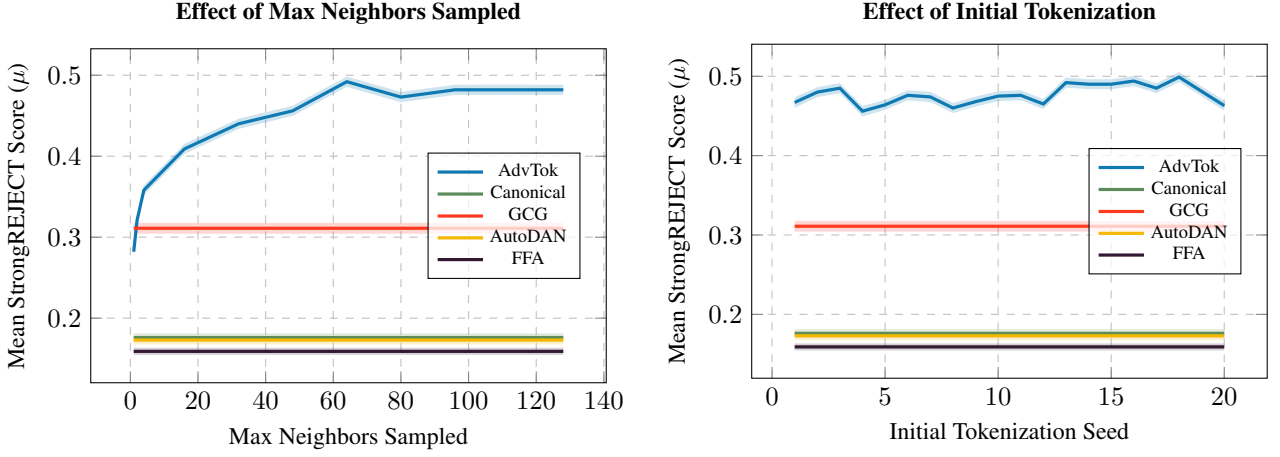 Effect of Max Neighbors Sampled
Mean StrongREJECT Score (μ)
0.5
0.4
0.3
0.2
AdvTok
Canonical
GCG
AutoDAN
FFA
0 20 40 60 80 100 120 140
Max Neighbors Sampled
Effect of Initial Tokenization
Mean StrongREJECT Score (μ)
0.5
0.4
0.3
0.2
AdvTok
Canonical
GCG
AutoDAN
FFA
0 5 10 15 20
Initial Tokenization Seed